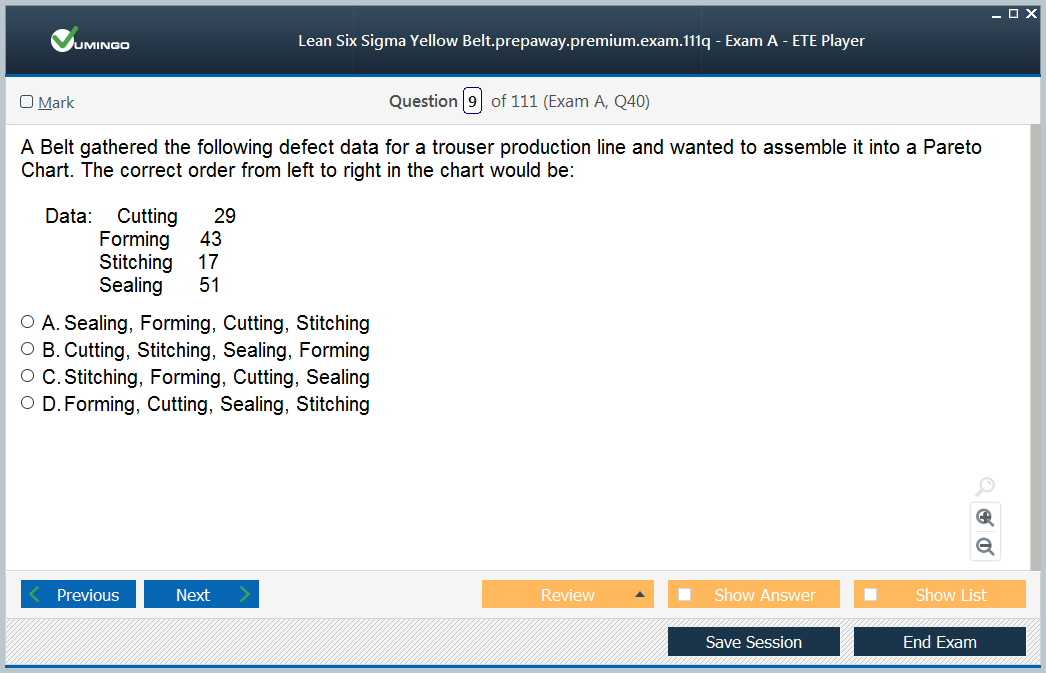 VUMINGO
Lean Six Sigma Yellow Belt.prepaway.premium.exam.111q - Exam A - ETE Player
Mark
Question 9 of 111 (Exam A, Q40)
A Belt gathered the following defect data for a trouser production line and wanted to assemble it into a Pareto
Chart. The correct order from left to right in the chart would be:
Data: Cutting 29
Forming 43
Stitching 17
Sealing 51
A. Sealing, Forming, Cutting, Stitching
B. Cutting, Stitching, Sealing, Forming
C. Stitching, Forming, Cutting, Sealing
D. Forming, Cutting, Sealing, Stitching
Previous
Next
Review
Show Answer
Show List
Save Session
End Exam